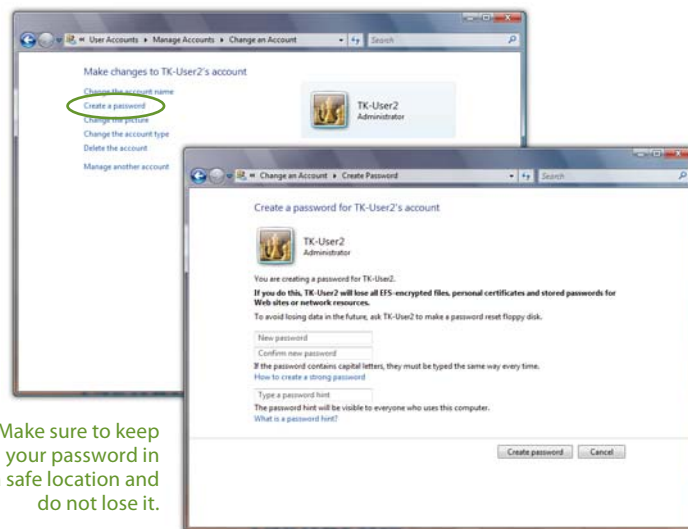 User Accounts ▸ Manage Accounts ▸ Change an Account
Search
Make changes to TK-User2's account
Change the account name
Create a password
Change the picture
Change the account type
Delete the account
Manage another account
TK-User2
Administrator
Change an Account ▸ Create Password
Search
Create a password for TK-User2's account
TK-User2
Administrator
You are creating a password for TK-User2.
If you do this, TK-User2 will lose all EFS-encrypted files, personal certificates and stored passwords for
Web sites or network resources.
To avoid losing data in the future, ask TK-User2 to make a password reset floppy disk.
New password
Confirm new password
If the password contains capital letters, they must be typed the same way every time.
How to create a strong password
Type a password hint
The password hint will be visible to everyone who uses this computer.
What is a password hint?
Create password
Cancel
Make sure to keep
your password in
safe location and
do not lose it.